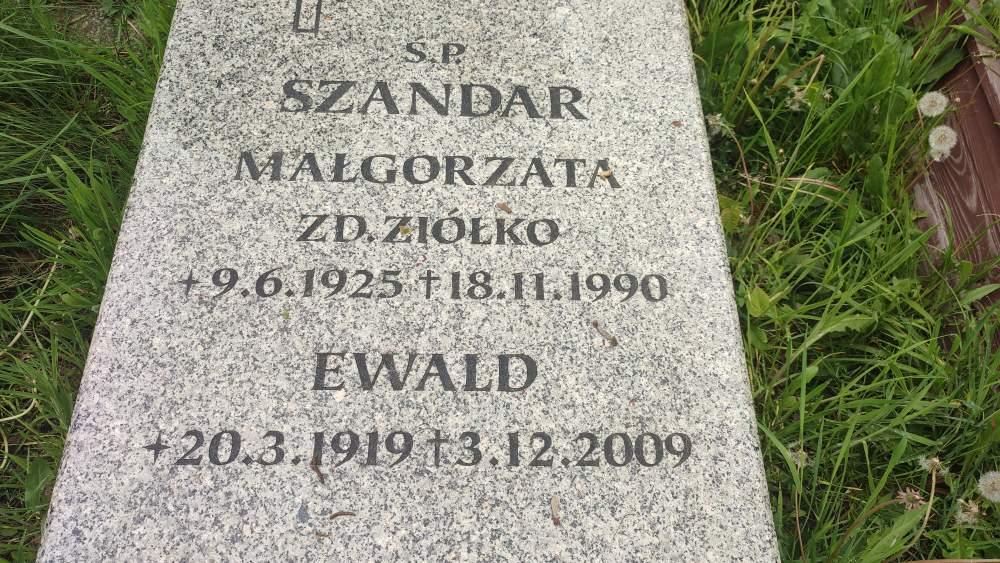 S.P.
SZANDAR
MAŁGORZATA
ZD. ZIÓŁKO
+9.6.1925 †18.11.1990
EWALD
+20.3.1919 †3.12.2009